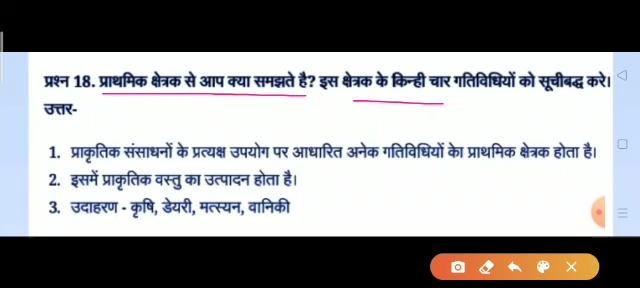 प्रश्न 18. प्राथमिक क्षेत्रक से आप क्या समझते है? इस क्षेत्रक के किन्ही चार गतिविधियों को सूचीबद्ध करे।
उत्तर-
1. प्राकृतिक संसाधनों के प्रत्यक्ष उपयोग पर आधारित अनेक गतिविधियों केा प्राथमिक क्षेत्रक होता है।
2. इसमें प्राकृतिक वस्तु का उत्पादन होता है।
3. उदाहरण - कृषि, डेयरी, मत्स्यन, वानिकी